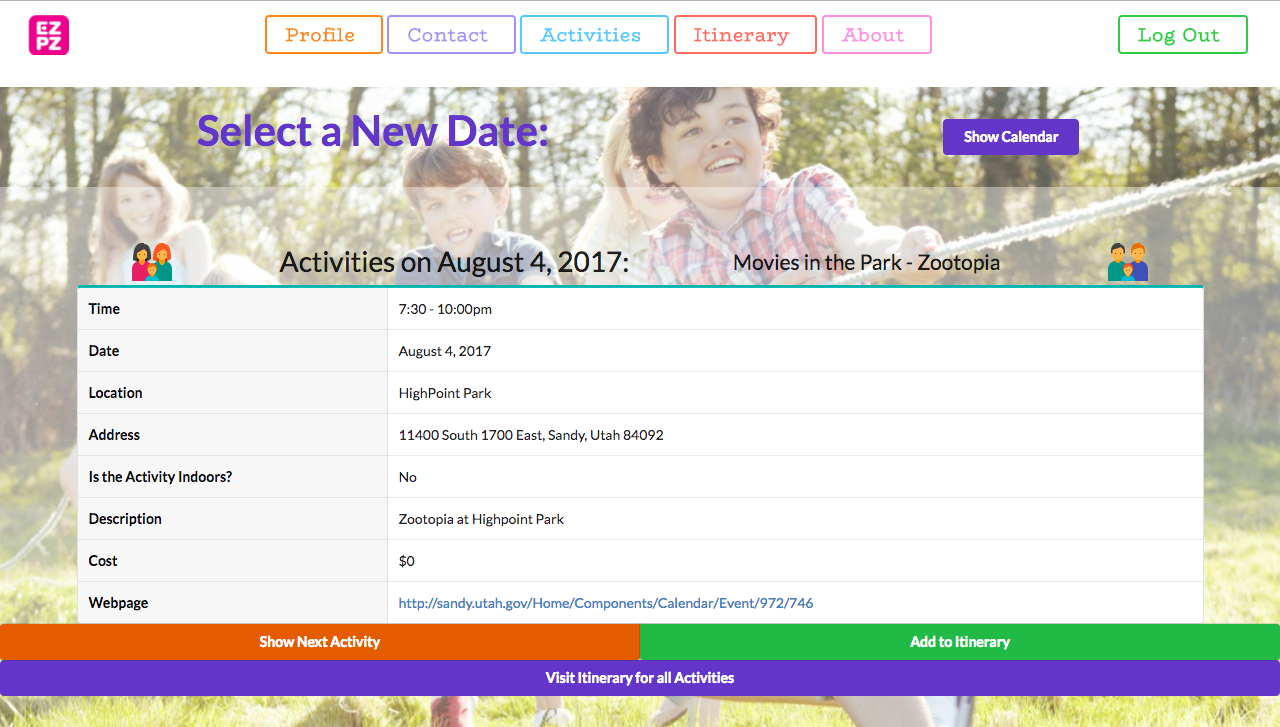 EZ
PZ
Profile Contact Activities Itinerary About Log Out
Select a New Date: Show Calendar
Activities on August 4, 2017: Movies in the Park - Zootopia
Time 7:30 - 10:00pm
Date August 4, 2017
Location HighPoint Park
Address 11400 South 1700 East, Sandy, Utah 84092
Is the Activity Indoors? No
Description Zootopia at Highpoint Park
Cost $0
Webpage http://sandy.utah.gov/Home/Components/Calendar/Event/972/746
Show Next Activity Add to Itinerary
Visit Itinerary for all Activities